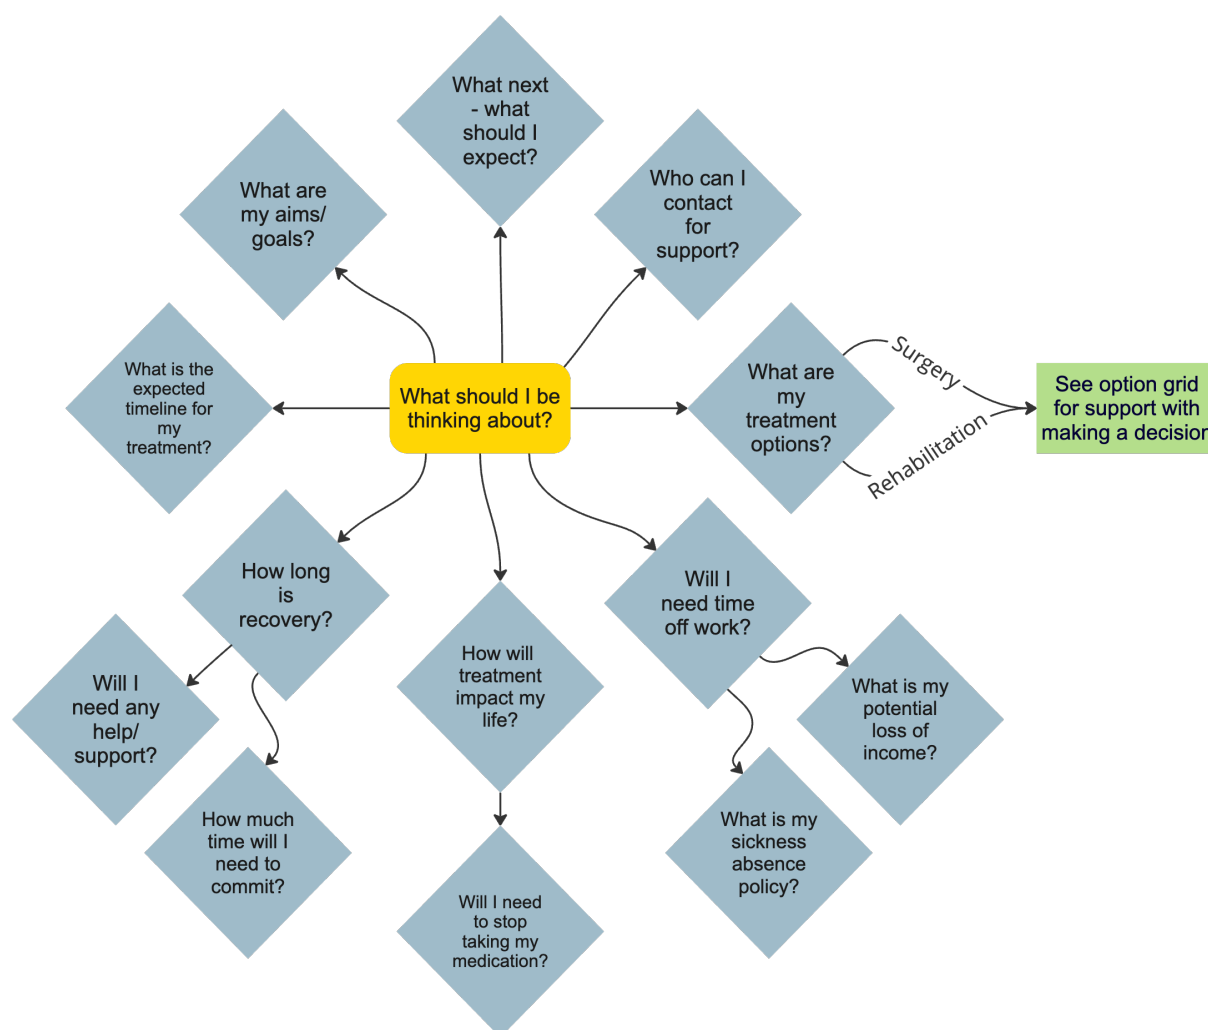 What next
- what
should I
expect?
What are
my aims/
goals?
Who can I
contact
for
support?
What is the
expected
timeline for
my
treatment?
What should I be
thinking about?
What are
my
treatment
options?
Surgery
Rehabilitation
See option grid
for support with
making a decision
How long
is
recovery?
Will I
need time
off work?
How will
treatment
impact my
life?
Will I
need any
help/
support?
What is my
potential
loss of
income?
How much
time will I
need to
commit?
What is my
sickness
absence
policy?
Will I need
to stop
taking my
medication?